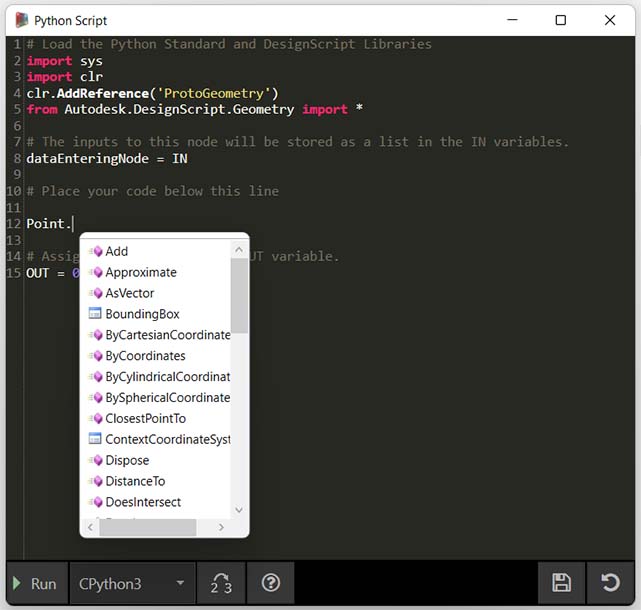 Python Script
1 # Load the Python Standard and DesignScript Libraries
2 import sys
3 import clr
4 clr.AddReference('ProtoGeometry')
5 from Autodesk.DesignScript.Geometry import *
6
7 # The inputs to this node will be stored as a list in the IN variables.
8 dataEnteringNode = IN
9
10 # Place your code below this line
11
12 Point.
13
14 # Assig UT variable.
15 OUT = 0
Add
Approximate
AsVector
BoundingBox
ByCartesianCoordinate
ByCoordinates
ByCylindricalCoordinat
BySphericalCoordinate
ClosestPointTo
ContextCoordinateSyst
Dispose
DistanceTo
DoesIntersect
Run CPython3 2 3 ?